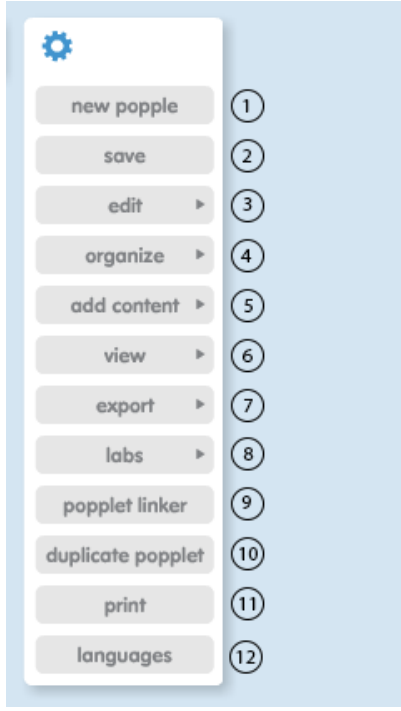 new popple 1
save 2
edit 3
organize 4
add content 5
view 6
export 7
labs 8
popplet linker 9
duplicate popplet 10
print 11
languages 12